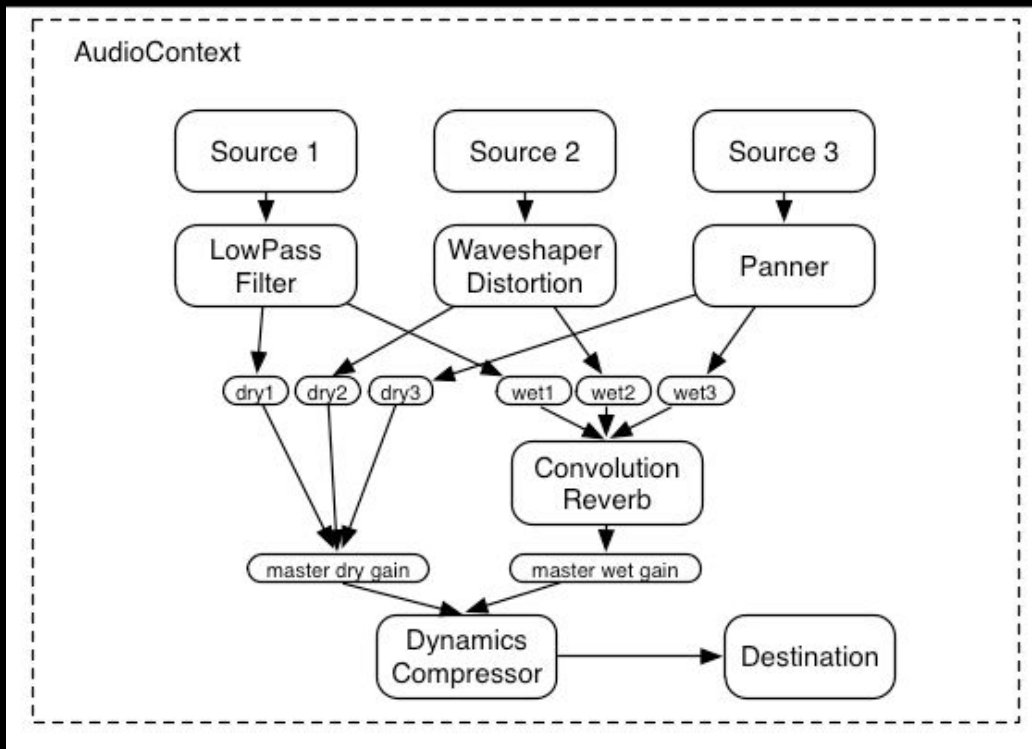 AudioContext
Source 1
Source 2
Source 3
LowPass
Filter
Waveshaper
Distortion
Panner
dry1
dry2
dry3
wet1
wet2
wet3
Convolution
Reverb
master dry gain
master wet gain
Dynamics
Compressor
Destination